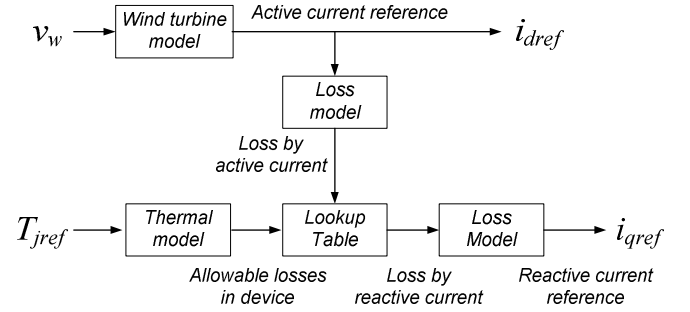 Active current reference
v_w
Wind turbine
model
i_dref
Loss
model
Loss by
active current
T_jref
Thermal
model
Lookup
Table
Loss
Model
i_qref
Allowable losses
in device
Loss by
reactive current
Reactive current
reference